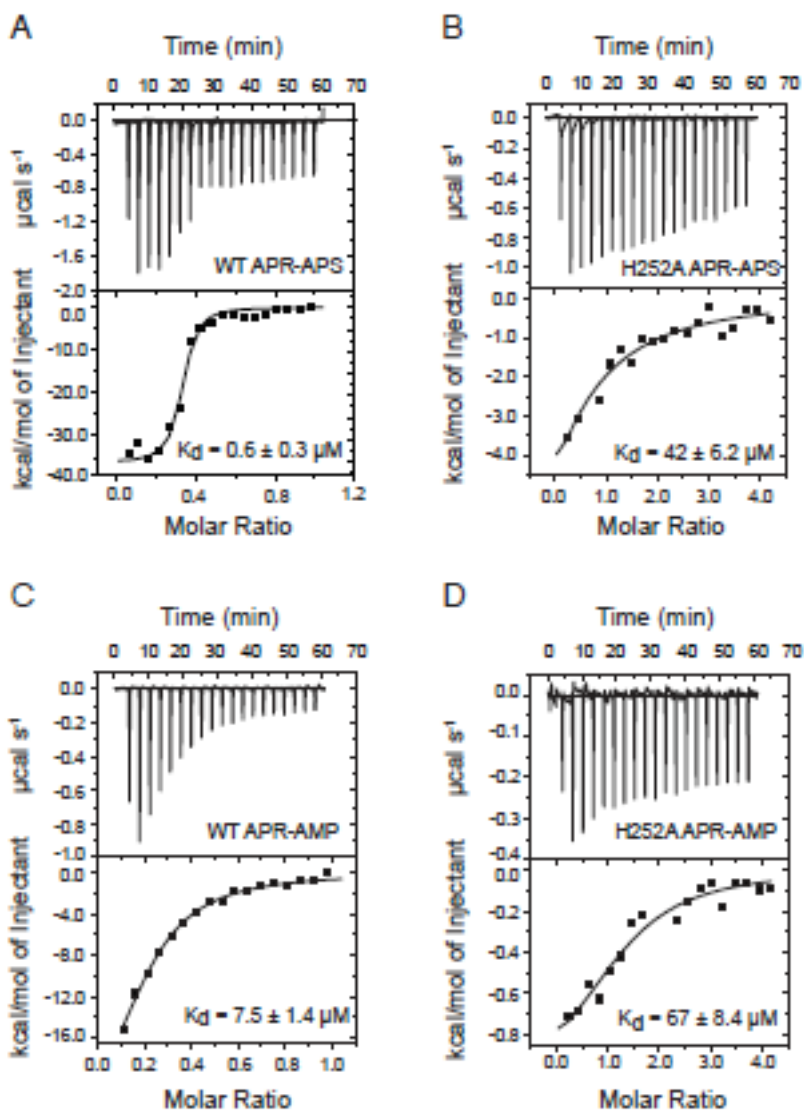 A
Time (min)
0 10 20 30 40 50 60 70
0.0
-0.4
-0.8
-1.2
-1.6
-2.0
µcal s-1
WT APR-APS
0.0
-10.0
-20.0
-30.0
-40.0
kcal/mol of Injectant
Kd = 0.6 ± 0.3 µM
0.0 0.4 0.8 1.2
Molar Ratio
B
Time (min)
0 10 20 30 40 50 60 70
0.0
-0.2
-0.4
-0.6
-0.8
-1.0
µcal s-1
H252A APR-APS
0.0
-1.0
-2.0
-3.0
-4.0
kcal/mol of Injectant
Kd = 42 ± 6.2 µM
0.0 1.0 2.0 3.0 4.0
Molar Ratio
C
Time (min)
0 10 20 30 40 50 60 70
0.0
-0.2
-0.4
-0.6
-0.8
-1.0
µcal s-1
WT APR-AMP
0.0
-4.0
-8.0
-12.0
-16.0
kcal/mol of Injectant
Kd = 7.5 ± 1.4 µM
0.0 0.2 0.4 0.6 0.8 1.0
Molar Ratio
D
Time (min)
0 10 20 30 40 50 60 70
0.0
-0.1
-0.2
-0.3
-0.4
µcal s-1
H252A APR-AMP
0.0
-0.2
-0.4
-0.6
-0.8
kcal/mol of Injectant
Kd = 67 ± 8.4 µM
0.0 1.0 2.0 3.0 4.0
Molar Ratio